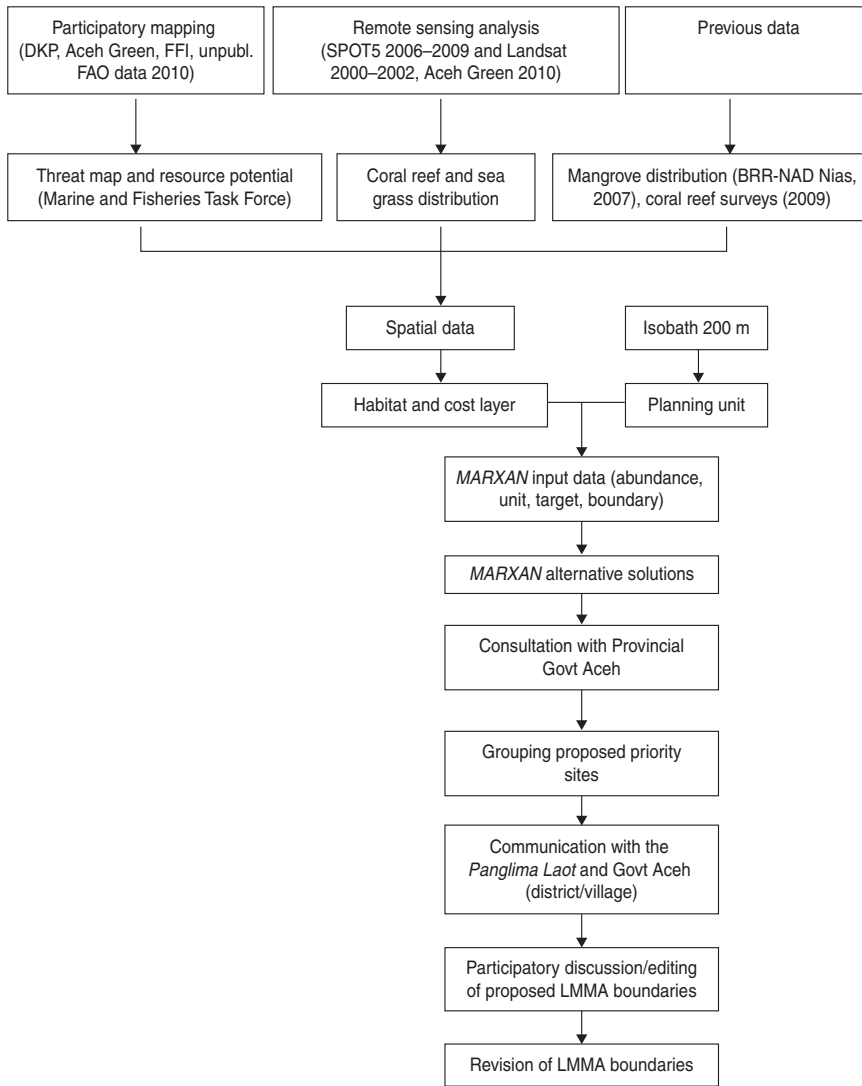 Participatory mapping
(DKP, Aceh Green, FFI, unpubl.
FAO data 2010)
Remote sensing analysis
(SPOT5 2006–2009 and Landsat
2000–2002, Aceh Green 2010)
Previous data
Threat map and resource potential
(Marine and Fisheries Task Force)
Coral reef and sea
grass distribution
Mangrove distribution (BRR-NAD Nias,
2007), coral reef surveys (2009)
Spatial data
Isobath 200 m
Habitat and cost layer
Planning unit
MARXAN input data (abundance,
unit, target, boundary)
MARXAN alternative solutions
Consultation with Provincial
Govt Aceh
Grouping proposed priority
sites
Communication with the
Panglima Laot and Govt Aceh
(district/village)
Participatory discussion/editing
of proposed LMMA boundaries
Revision of LMMA boundaries